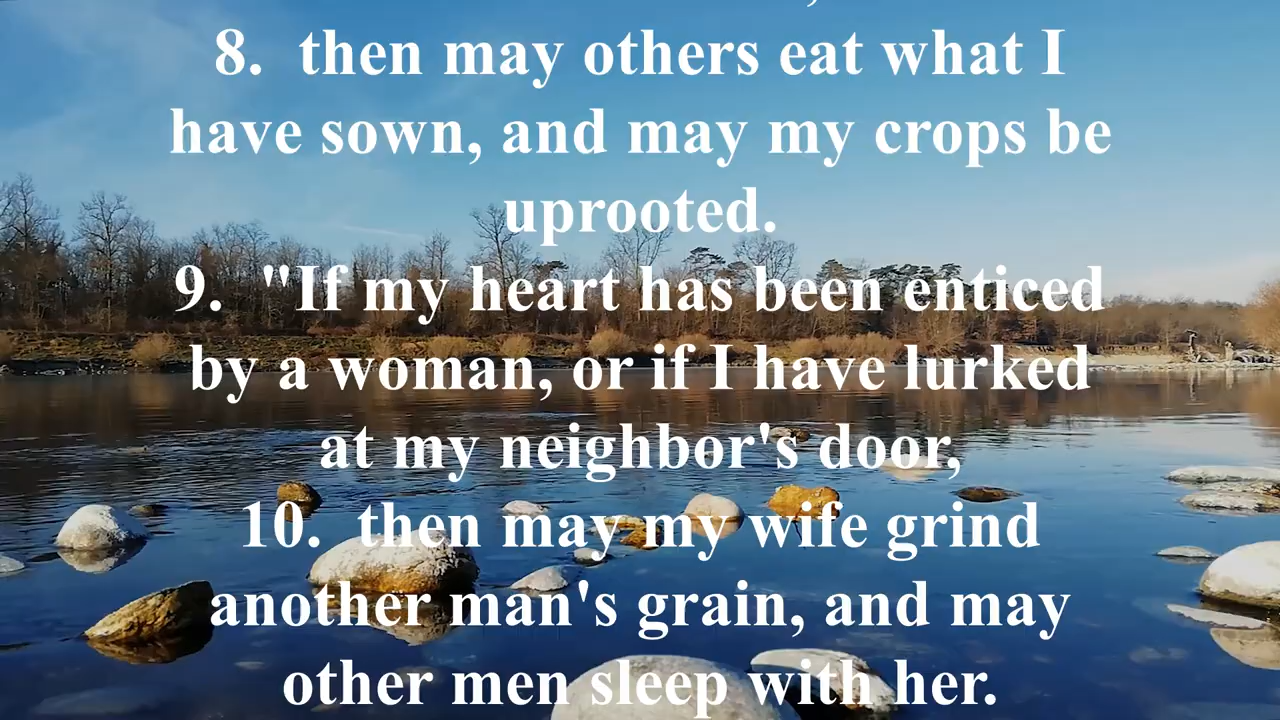 8. then may others eat what I
have sown, and may my crops be
uprooted.
9. "If my heart has been enticed
by a woman, or if I have lurked
at my neighbor's door,
10. then may my wife grind
another man's grain, and may
other men sleep with her.